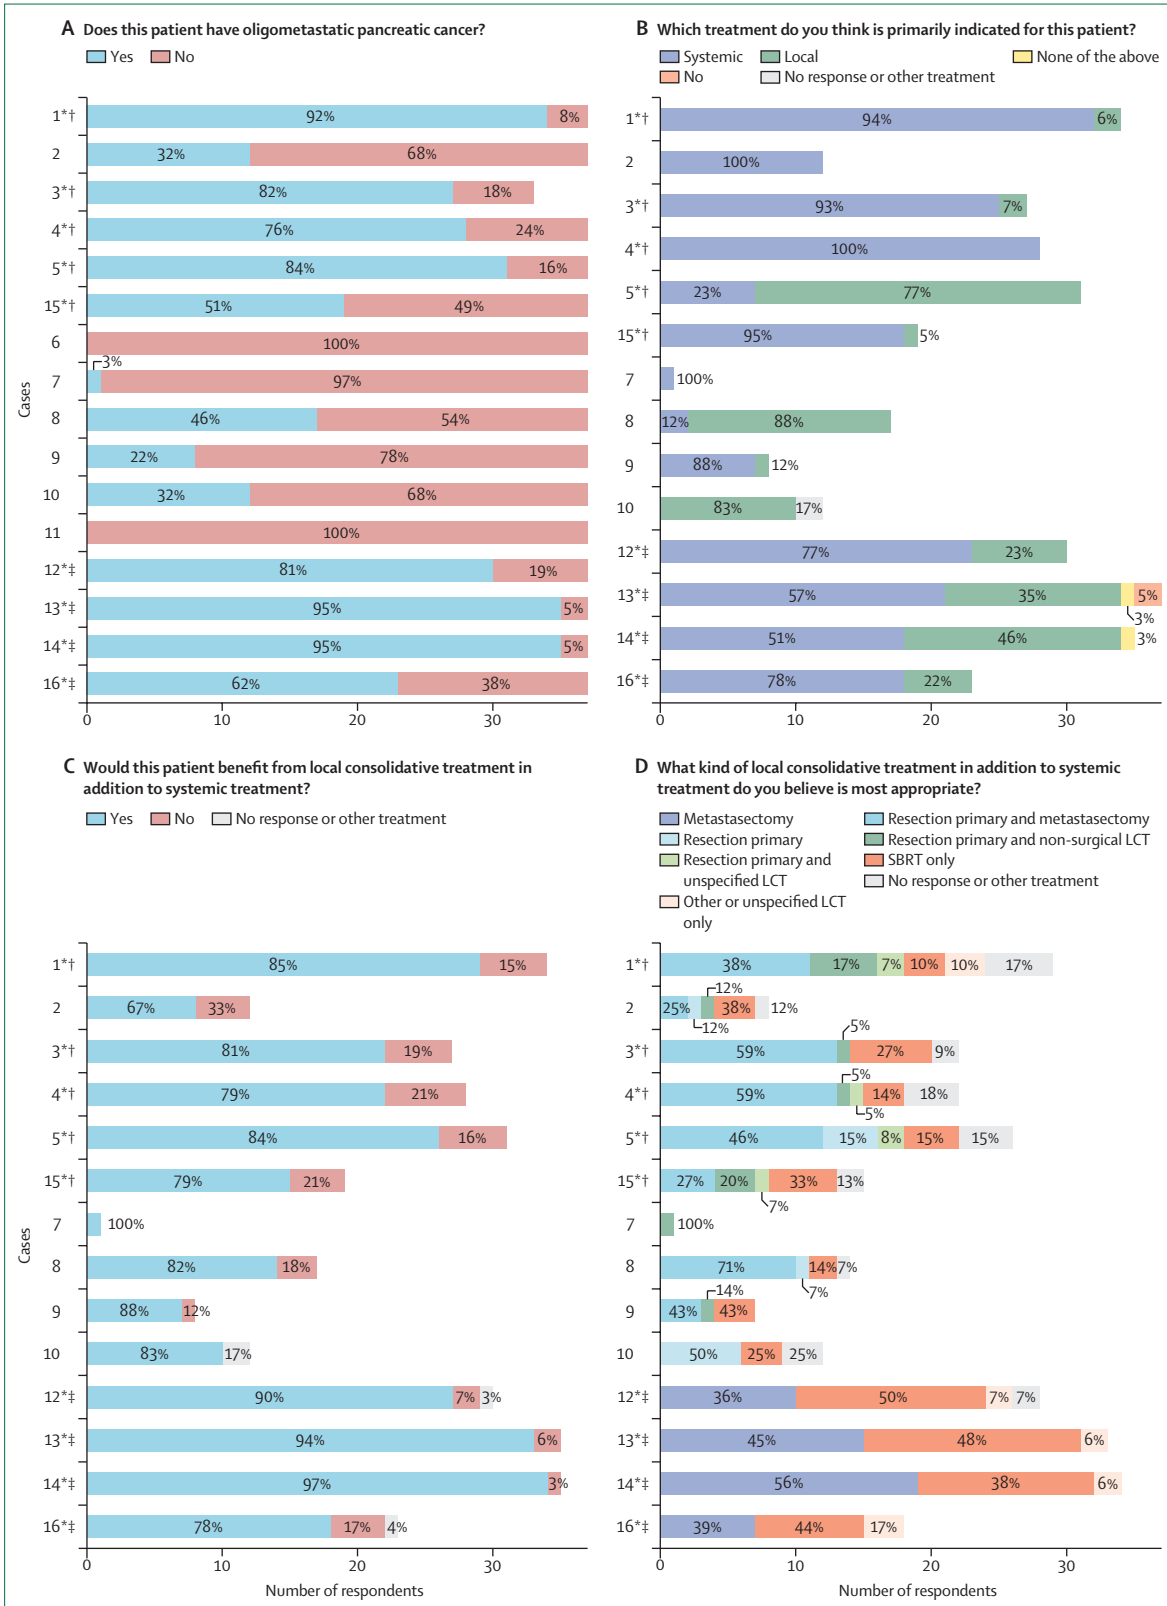 A Does this patient have oligometastatic pancreatic cancer?
Yes No
Cases
1*† 92% 8%
2 32% 68%
3*† 82% 18%
4*† 76% 24%
5*† 84% 16%
15*† 51% 49%
6 100%
7 3% 97%
8 46% 54%
9 22% 78%
10 32% 68%
11 100%
12*‡ 81% 19%
13*‡ 95% 5%
14*‡ 95% 5%
16*‡ 62% 38%
0 10 20 30
B Which treatment do you think is primarily indicated for this patient?
Systemic Local None of the above
No No response or other treatment
1*† 94% 6%
2 100%
3*† 93% 7%
4*† 100%
5*† 23% 77%
15*† 95% 5%
7 100%
8 12% 88%
9 88% 12%
10 83% 17%
12*‡ 77% 23%
13*‡ 57% 35% 3% 5%
14*‡ 51% 46% 3%
16*‡ 78% 22%
0 10 20 30
C Would this patient benefit from local consolidative treatment in
addition to systemic treatment?
Yes No No response or other treatment
Cases
1*† 85% 15%
2 67% 33%
3*† 81% 19%
4*† 79% 21%
5*† 84% 16%
15*† 79% 21%
7 100%
8 82% 18%
9 88% 12%
10 83% 17%
12*‡ 90% 7% 3%
13*‡ 94% 6%
14*‡ 97% 3%
16*‡ 78% 17% 4%
0 10 20 30
Number of respondents
D What kind of local consolidative treatment in addition to systemic
treatment do you believe is most appropriate?
Metastasectomy
Resection primary
Resection primary and
unspecified LCT
Other or unspecified LCT
only
Resection primary and metastasectomy
Resection primary and non-surgical LCT
SBRT only
No response or other treatment
1*† 38% 17% 7% 10% 10% 17%
2 25% 12% 12% 38% 12%
3*† 59% 5% 27% 9%
4*† 59% 5% 5% 14% 18%
5*† 46% 15% 8% 15% 15%
15*† 27% 20% 7% 33% 13%
7 100%
8 71% 7% 14% 7%
9 43% 14% 43%
10 50% 25% 25%
12*‡ 36% 50% 7% 7%
13*‡ 45% 48% 6%
14*‡ 56% 38% 6%
16*‡ 39% 44% 17%
0 10 20 30
Number of respondents